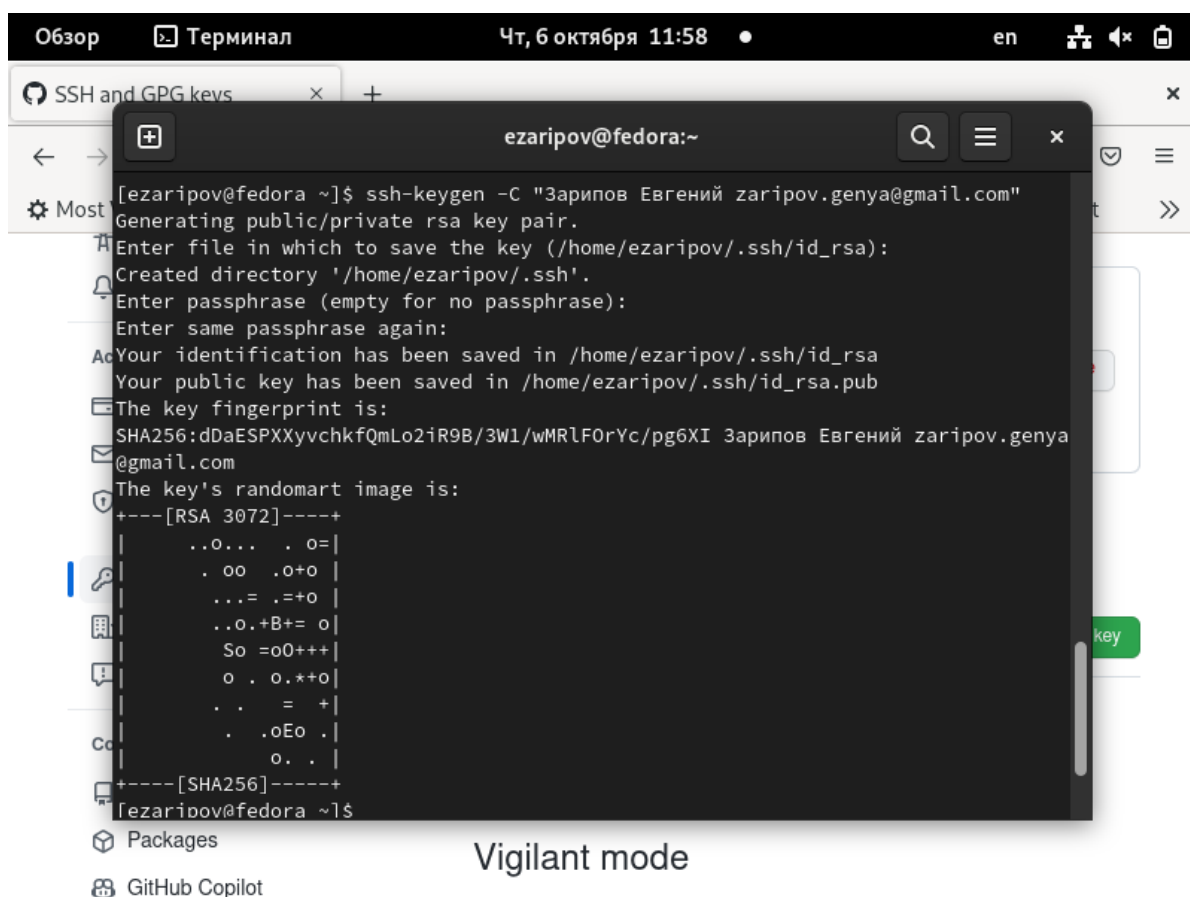 Обзор Терминал Чт, 6 октября 11:58 en
SSH and GPG keys
ezaripov@fedora:~
Most
[ezaripov@fedora ~]$ ssh-keygen -C "Зарипов Евгений zaripov.genya@gmail.com"
Generating public/private rsa key pair.
Enter file in which to save the key (/home/ezaripov/.ssh/id_rsa):
Created directory '/home/ezaripov/.ssh'.
Enter passphrase (empty for no passphrase):
Enter same passphrase again:
Your identification has been saved in /home/ezaripov/.ssh/id_rsa
Your public key has been saved in /home/ezaripov/.ssh/id_rsa.pub
The key fingerprint is:
SHA256:dDaESPXXyvchkfQmLo2iR9B/3W1/wMRlFOrYc/pg6XI Зарипов Евгений zaripov.genya
@gmail.com
The key's randomart image is:
+---[RSA 3072]----+
|     ..o...  . o=|
|      . oo  .o+o |
|       ...= .=+o |
|       ..o.+B+= o|
|        So =oO+++|
|        o . o.*+o|
|       . .   =  +|
|        .  .oEo .|
|            o. . |
+----[SHA256]-----+
[ezaripov@fedora ~]$
key
Packages
Vigilant mode
GitHub Copilot